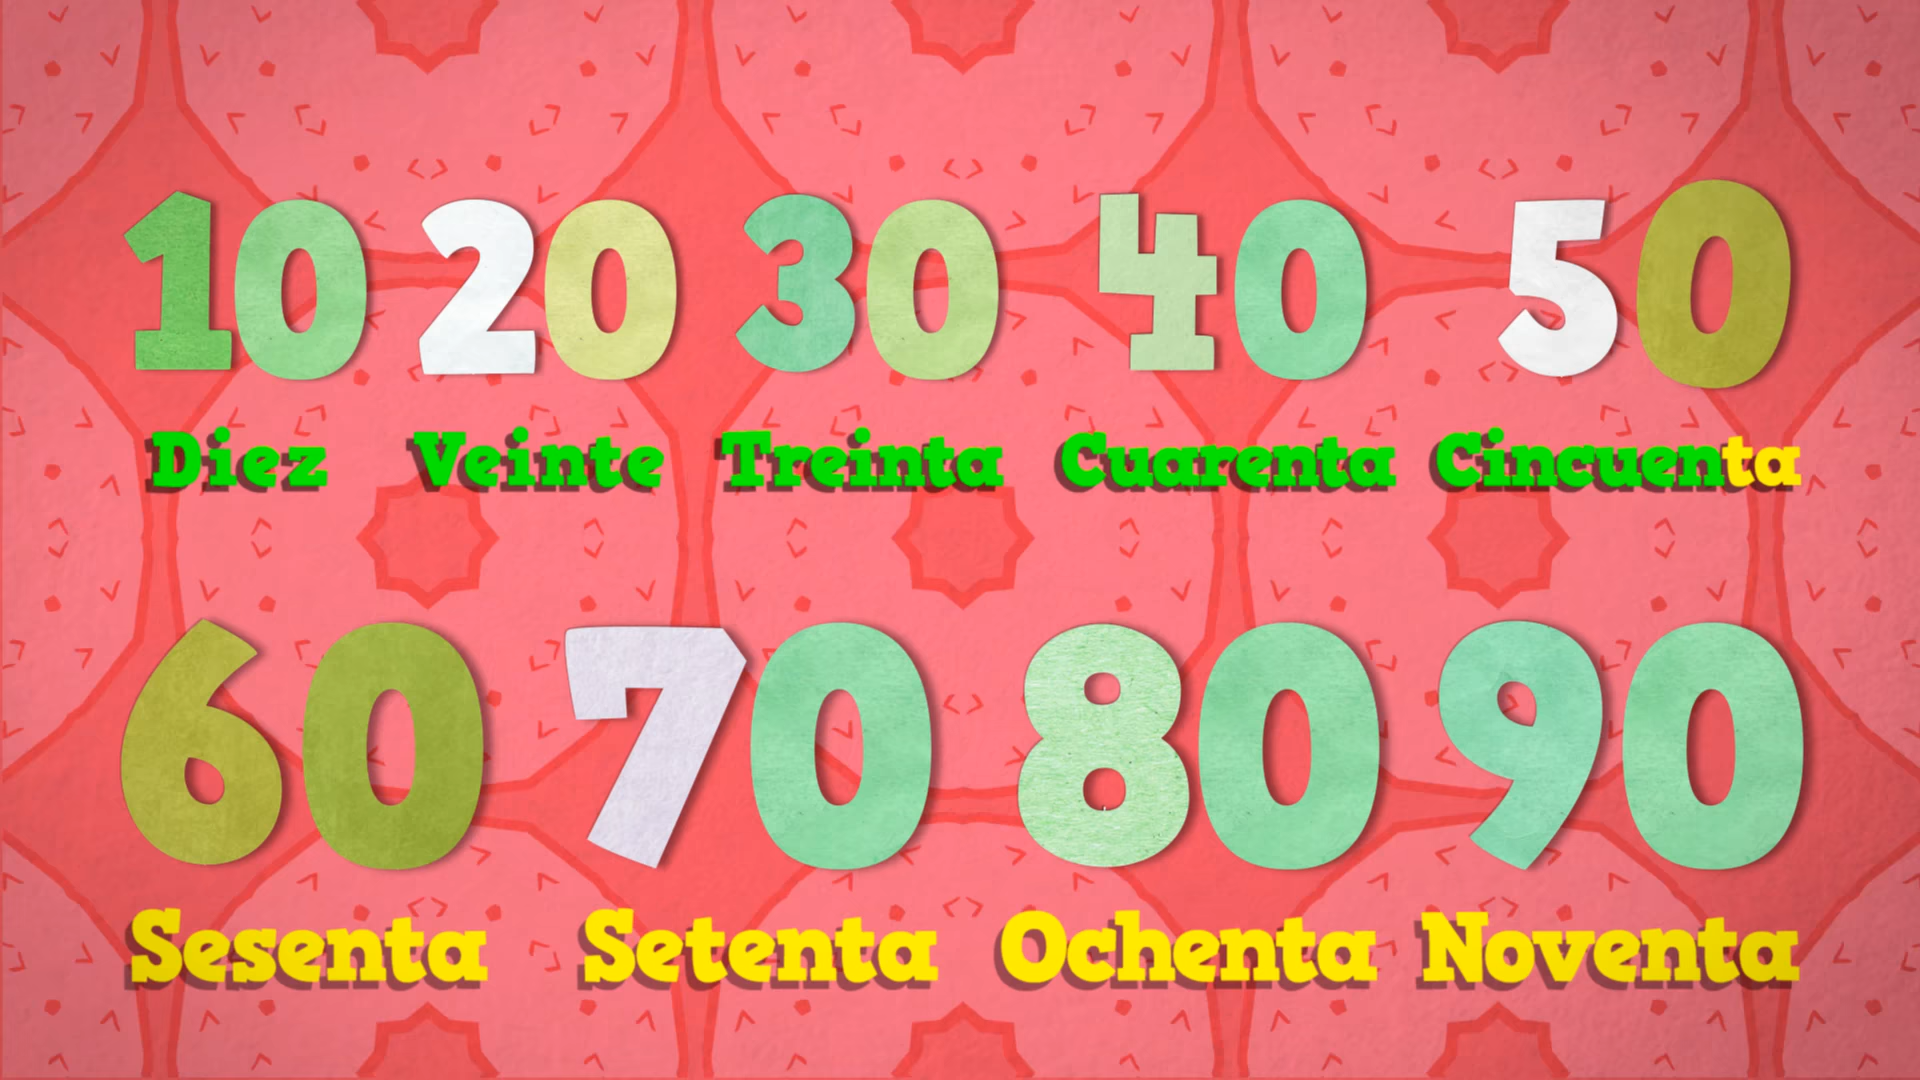 10 20 30 40 50
Diez Veinte Treinta Cuarenta Cincuenta
60 70 80 90
Sesenta Setenta Ochenta Noventa